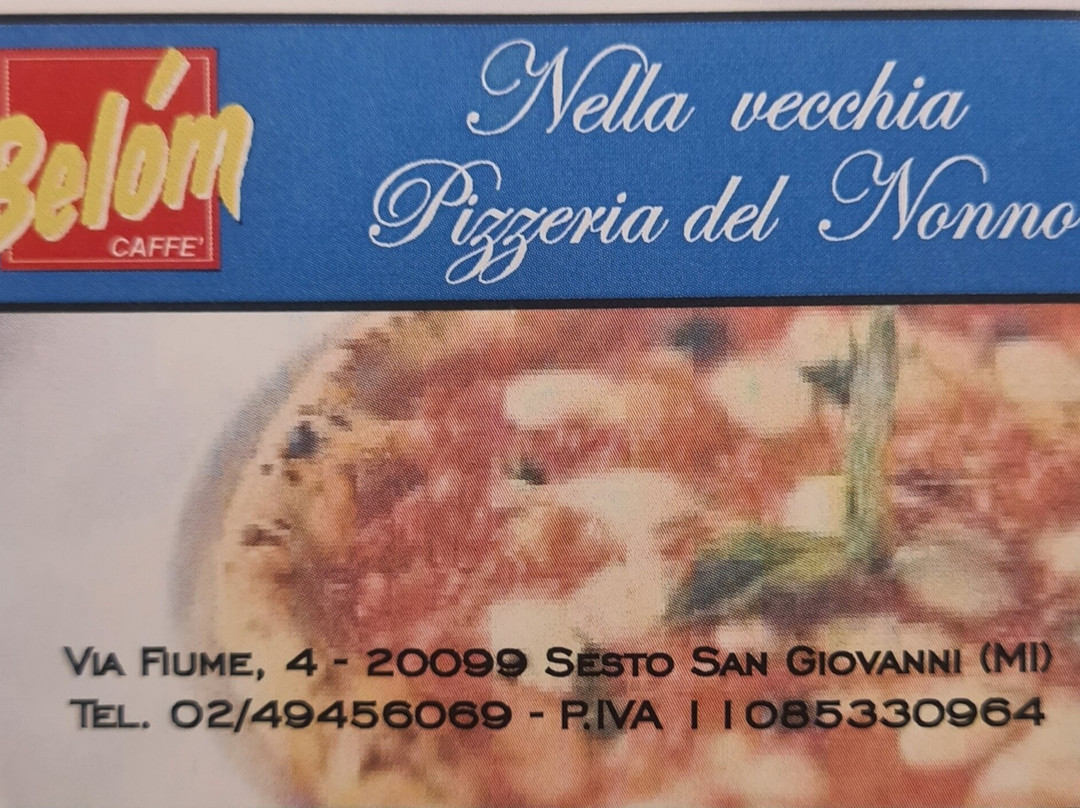 Belóm
CAFFE'
Nella vecchia
Pizzeria del Nonno
VIA FIUME, 4 - 20099 SESTO SAN GIOVANNI (MI)
TEL. 02/49456069 - P.IVA 11085330964